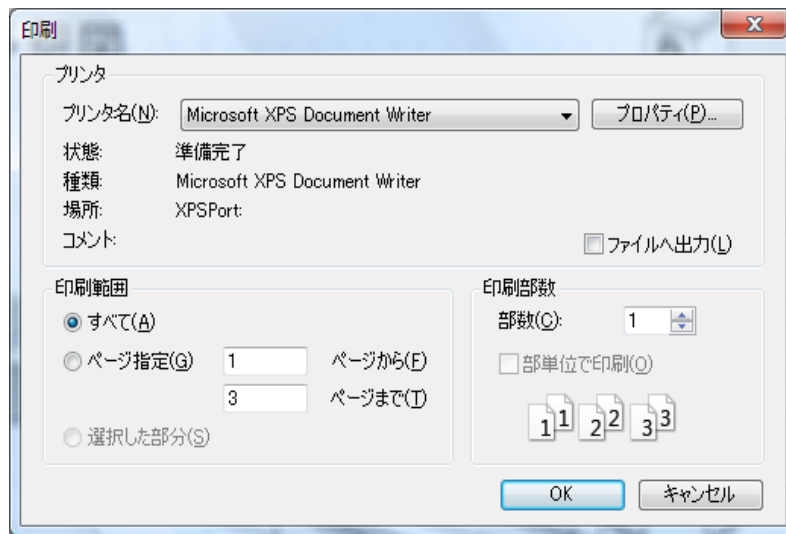 印刷
プリンタ
プリンタ名(N): Microsoft XPS Document Writer プロパティ(P)...
状態: 準備完了
種類: Microsoft XPS Document Writer
場所: XPSPort:
コメント: ファイルへ出力(L)
印刷範囲
すべて(A)
ページ指定(G) 1 ページから(F)
3 ページまで(T)
選択した部分(S)
印刷部数
部数(C): 1
部単位で印刷(O)
1 1 2 2 3 3
OK キャンセル